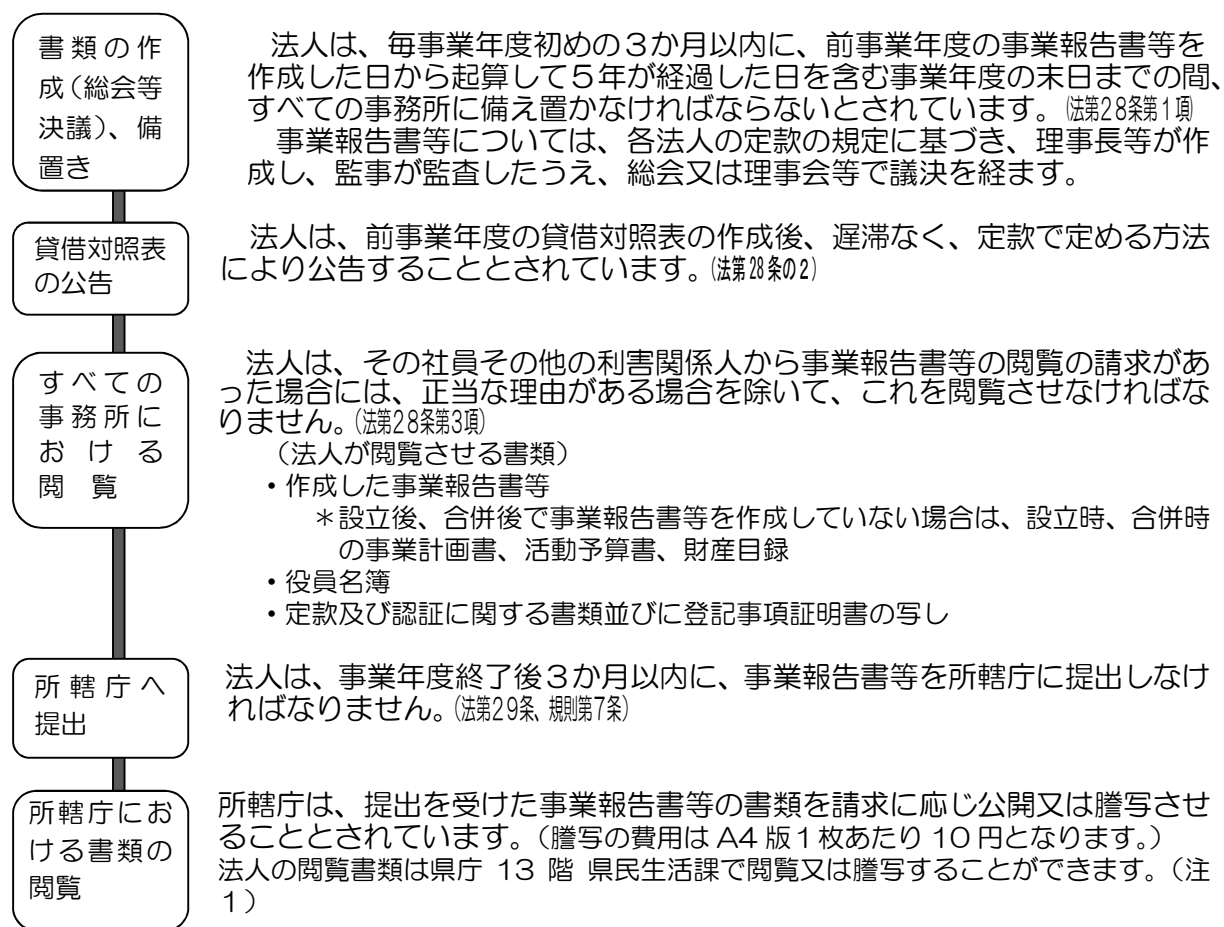 書類の作
成（総会等
決議）、備
置き
法人は、毎事業年度初めの３か月以内に、前事業年度の事業報告書等を
作成した日から起算して５年が経過した日を含む事業年度の末日までの間、
すべての事務所に備え置かなければならないとされています。（法第28条第1項
事業報告書等については、各法人の定款の規定に基づき、理事長等が作
成し、監事が監査したうえ、総会又は理事会等で議決を経ます。
貸借対照表
の公告
法人は、前事業年度の貸借対照表の作成後、遅滞なく、定款で定める方法
により公告することとされています。（法第28条の2）
すべての
事務所に
おける
閲覧
法人は、その社員その他の利害関係人から事業報告書等の閲覧の請求があ
った場合には、正当な理由がある場合を除いて、これを閲覧させなければな
りません。（法第28条第3項）
（法人が閲覧させる書類）
・作成した事業報告書等
＊設立後、合併後で事業報告書等を作成していない場合は、設立時、合併時
の事業計画書、活動予算書、財産目録
・役員名簿
・定款及び認証に関する書類並びに登記事項証明書の写し
所轄庁へ
提出
法人は、事業年度終了後３か月以内に、事業報告書等を所轄庁に提出しなけ
ればなりません。（法第29条、規則第7条）
所轄庁にお
ける書類の
閲覧
所轄庁は、提出を受けた事業報告書等の書類を請求に応じ公開又は謄写させ
ることとされています。（謄写の費用は A4 版１枚あたり 10 円となります。）
法人の閲覧書類は県庁 13 階 県民生活課で閲覧又は謄写することができます。（注
１）